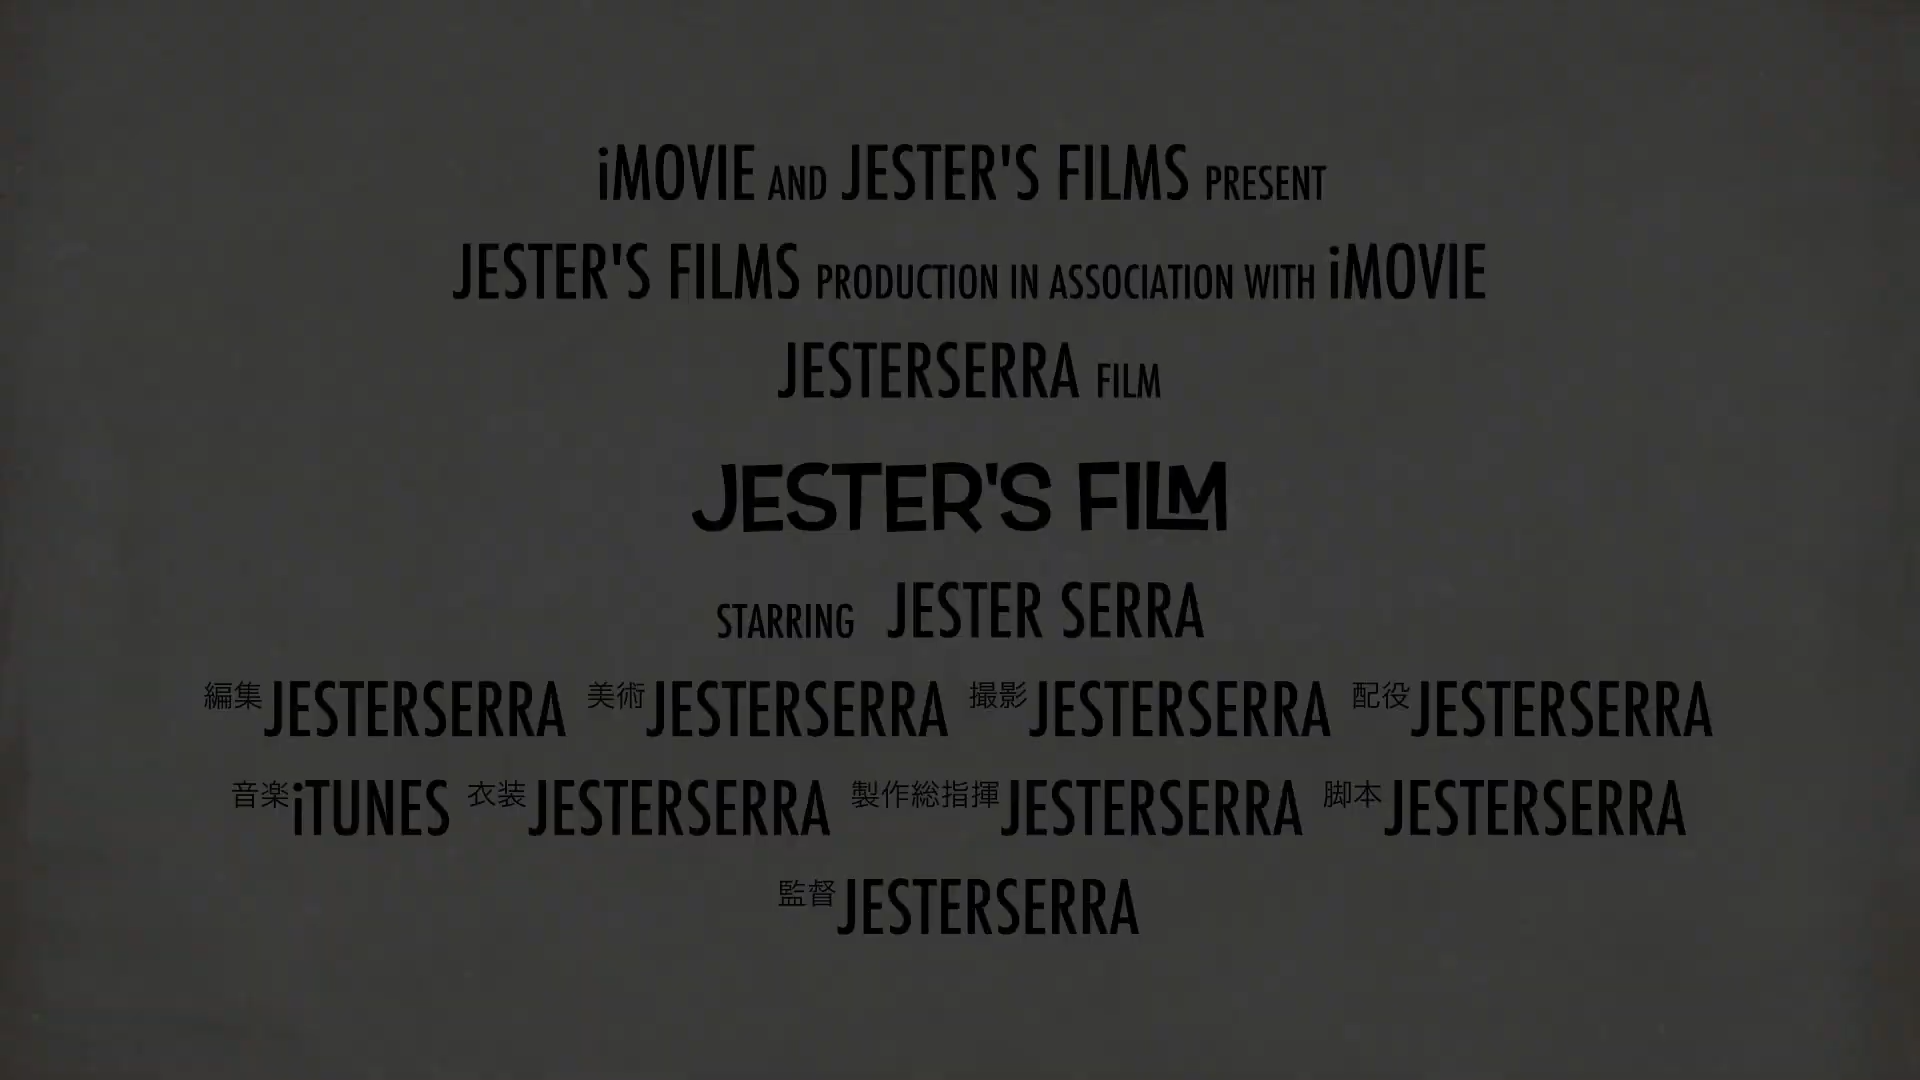 iMOVIE AND JESTER'S FILMS PRESENT
JESTER'S FILMS PRODUCTION IN ASSOCIATION WITH iMOVIE
JESTERSERRA FILM
JESTER'S FILM
STARRING JESTER SERRA
編集JESTERSERRA 美術JESTERSERRA 撮影JESTERSERRA 配役JESTERSERRA
音楽iTUNES 衣装JESTERSERRA 製作総指揮JESTERSERRA 脚本JESTERSERRA
監督JESTERSERRA